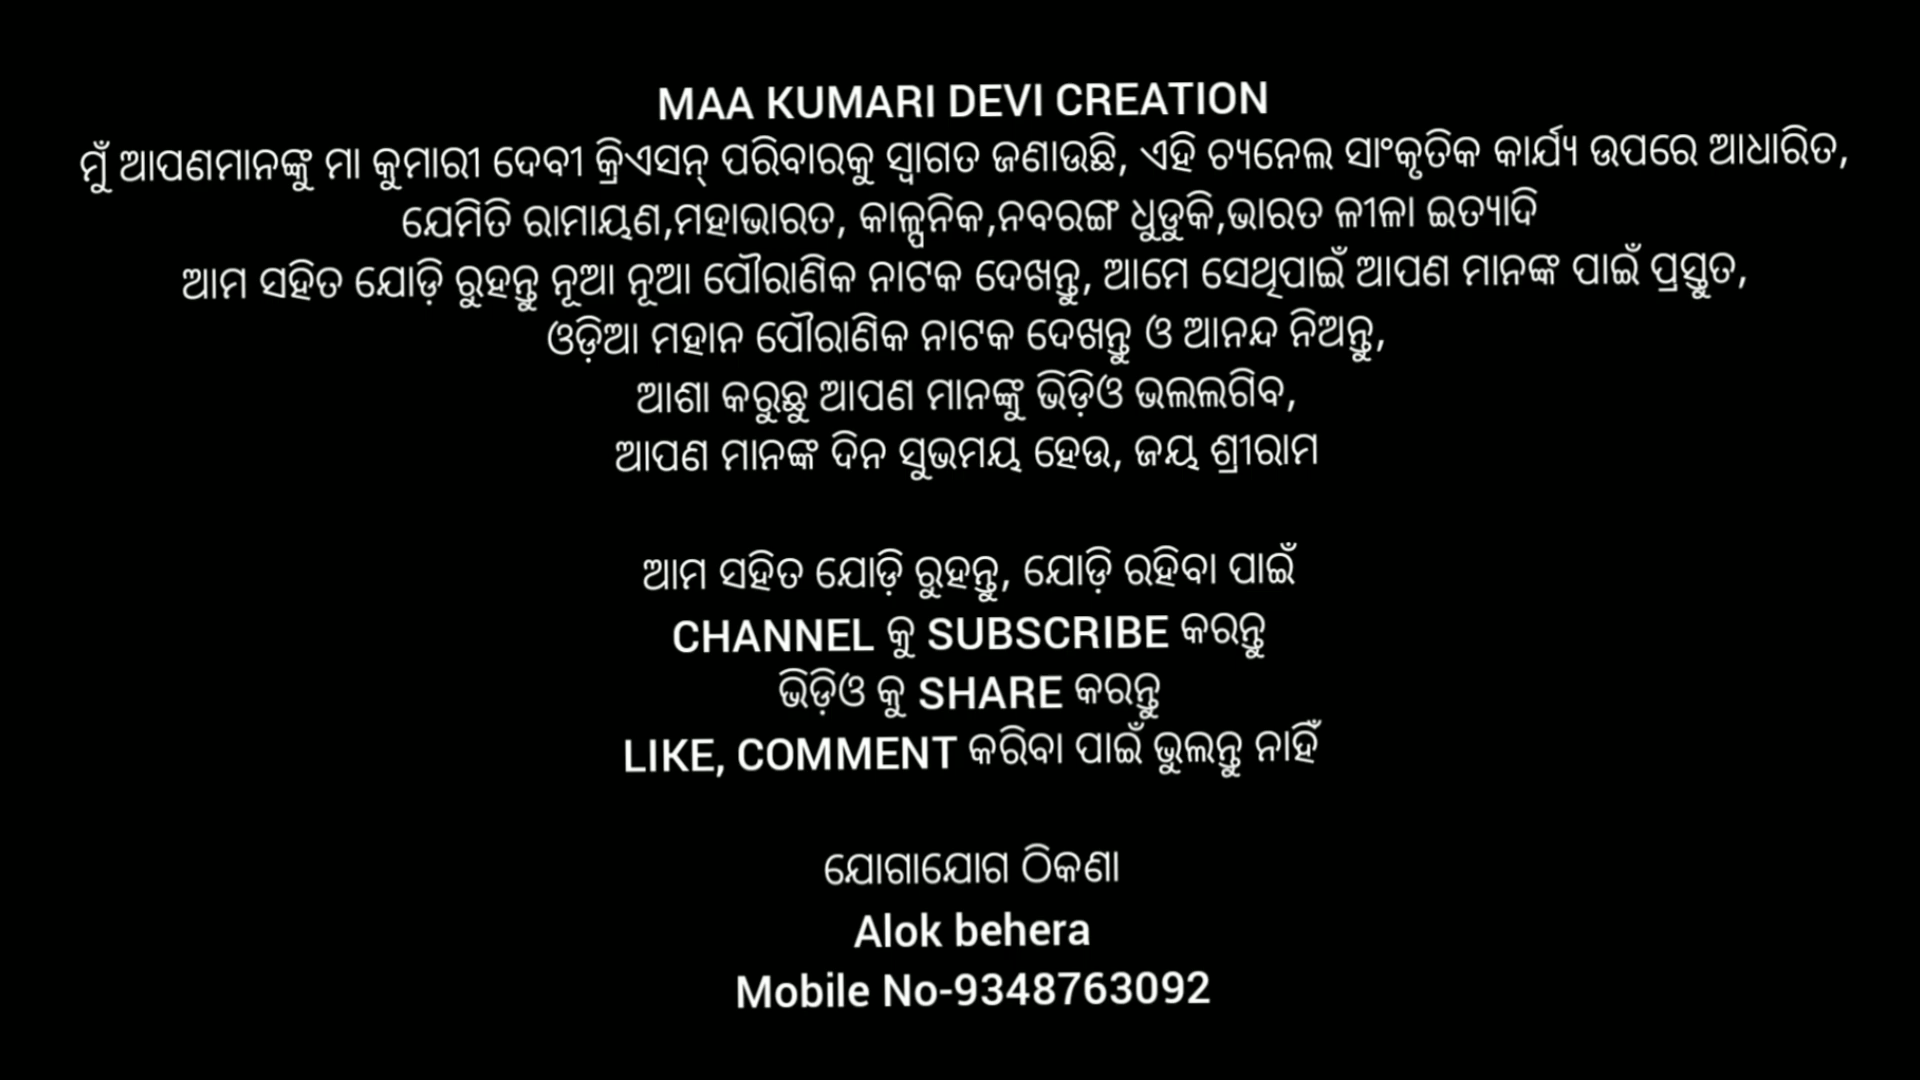 MAA KUMARI DEVI CREATION
ମୁଁ ଆପଣମାନଙ୍କୁ ମା କୁମାରୀ ଦେବୀ କ୍ରିଏସନ୍ ପରିବାରକୁ ସ୍ୱାଗତ ଜଣାଉଛି, ଏହି ଚ୍ୟନେଲ ସାଂକୃତିକ କାର୍ଯ୍ୟ ଉପରେ ଆଧାରିତ,
ଯେମିତି ରାମାୟଣ,ମହାଭାରତ, କାଳ୍ପନିକ,ନବରଙ୍ଗ ଧୁଡୁକି,ଭାରତ ଳୀଳା ଇତ୍ୟାଦି
ଆମ ସହିତ ଯୋଡ଼ି ରୁହନ୍ତୁ ନୂଆ ନୂଆ ପୌରାଣିକ ନାଟକ ଦେଖନ୍ତୁ, ଆମେ ସେଥିପାଇଁ ଆପଣ ମାନଙ୍କ ପାଇଁ ପ୍ରସ୍ତୁତ,
ଓଡ଼ିଆ ମହାନ ପୌରାଣିକ ନାଟକ ଦେଖନ୍ତୁ ଓ ଆନନ୍ଦ ନିଅନ୍ତୁ,
ଆଶା କରୁଛୁ ଆପଣ ମାନଙ୍କୁ ଭିଡ଼ିଓ ଭଲଲଗିବ,
ଆପଣ ମାନଙ୍କ ଦିନ ସୁଭମୟ ହେଉ, ଜୟ ଶ୍ରୀରାମ
ଆମ ସହିତ ଯୋଡ଼ି ରୁହନ୍ତୁ, ଯୋଡ଼ି ରହିବା ପାଇଁ
CHANNEL କୁ SUBSCRIBE କରନ୍ତୁ
ଭିଡ଼ିଓ କୁ SHARE କରନ୍ତୁ
LIKE, COMMENT କରିବା ପାଇଁ ଭୁଲନ୍ତୁ ନାହିଁ
ଯୋଗାଯୋଗ ଠିକଣା
Alok behera
Mobile No-9348763092